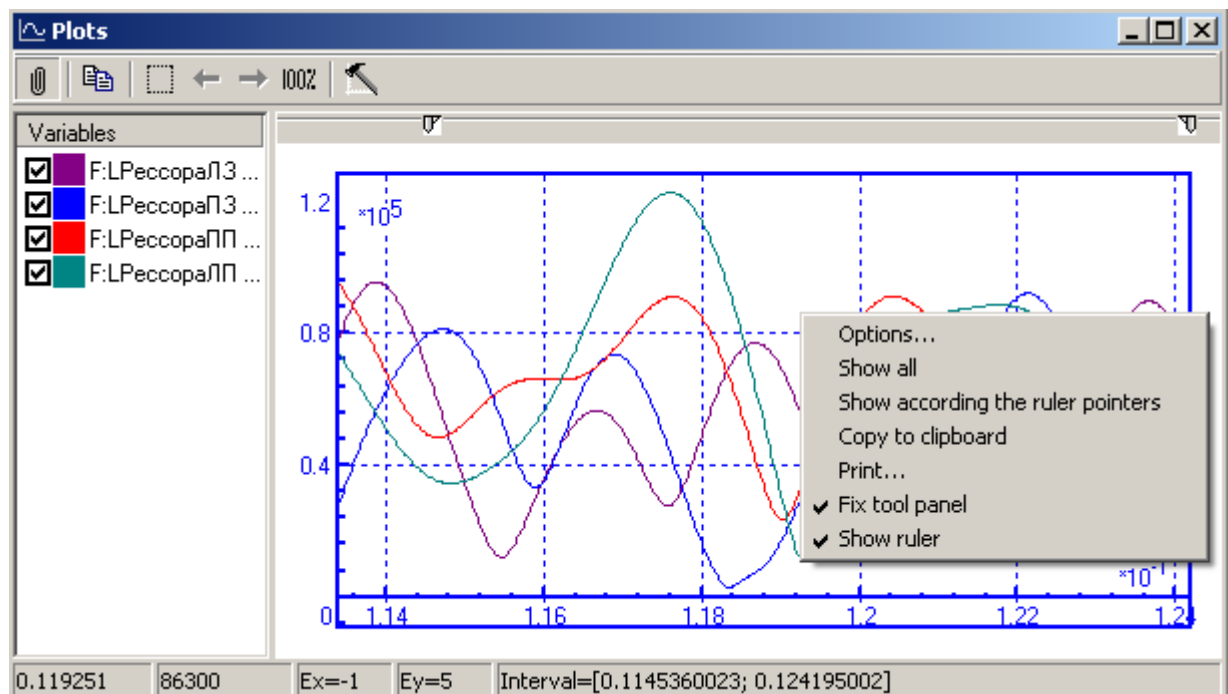 Plots
100%
Variables
F:LРессораЛЗ ...
F:LРессораПЗ ...
F:LРессораПП ...
F:LРессораЛП ...
1.2
*10^5
0.8
0.4
*10^-1
0 1.14 1.16 1.18 1.2 1.22 1.24
Options...
Show all
Show according the ruler pointers
Copy to clipboard
Print...
Fix tool panel
Show ruler
0.119251 86300 Ex=-1 Ey=5 Interval=[0.1145360023; 0.124195002]